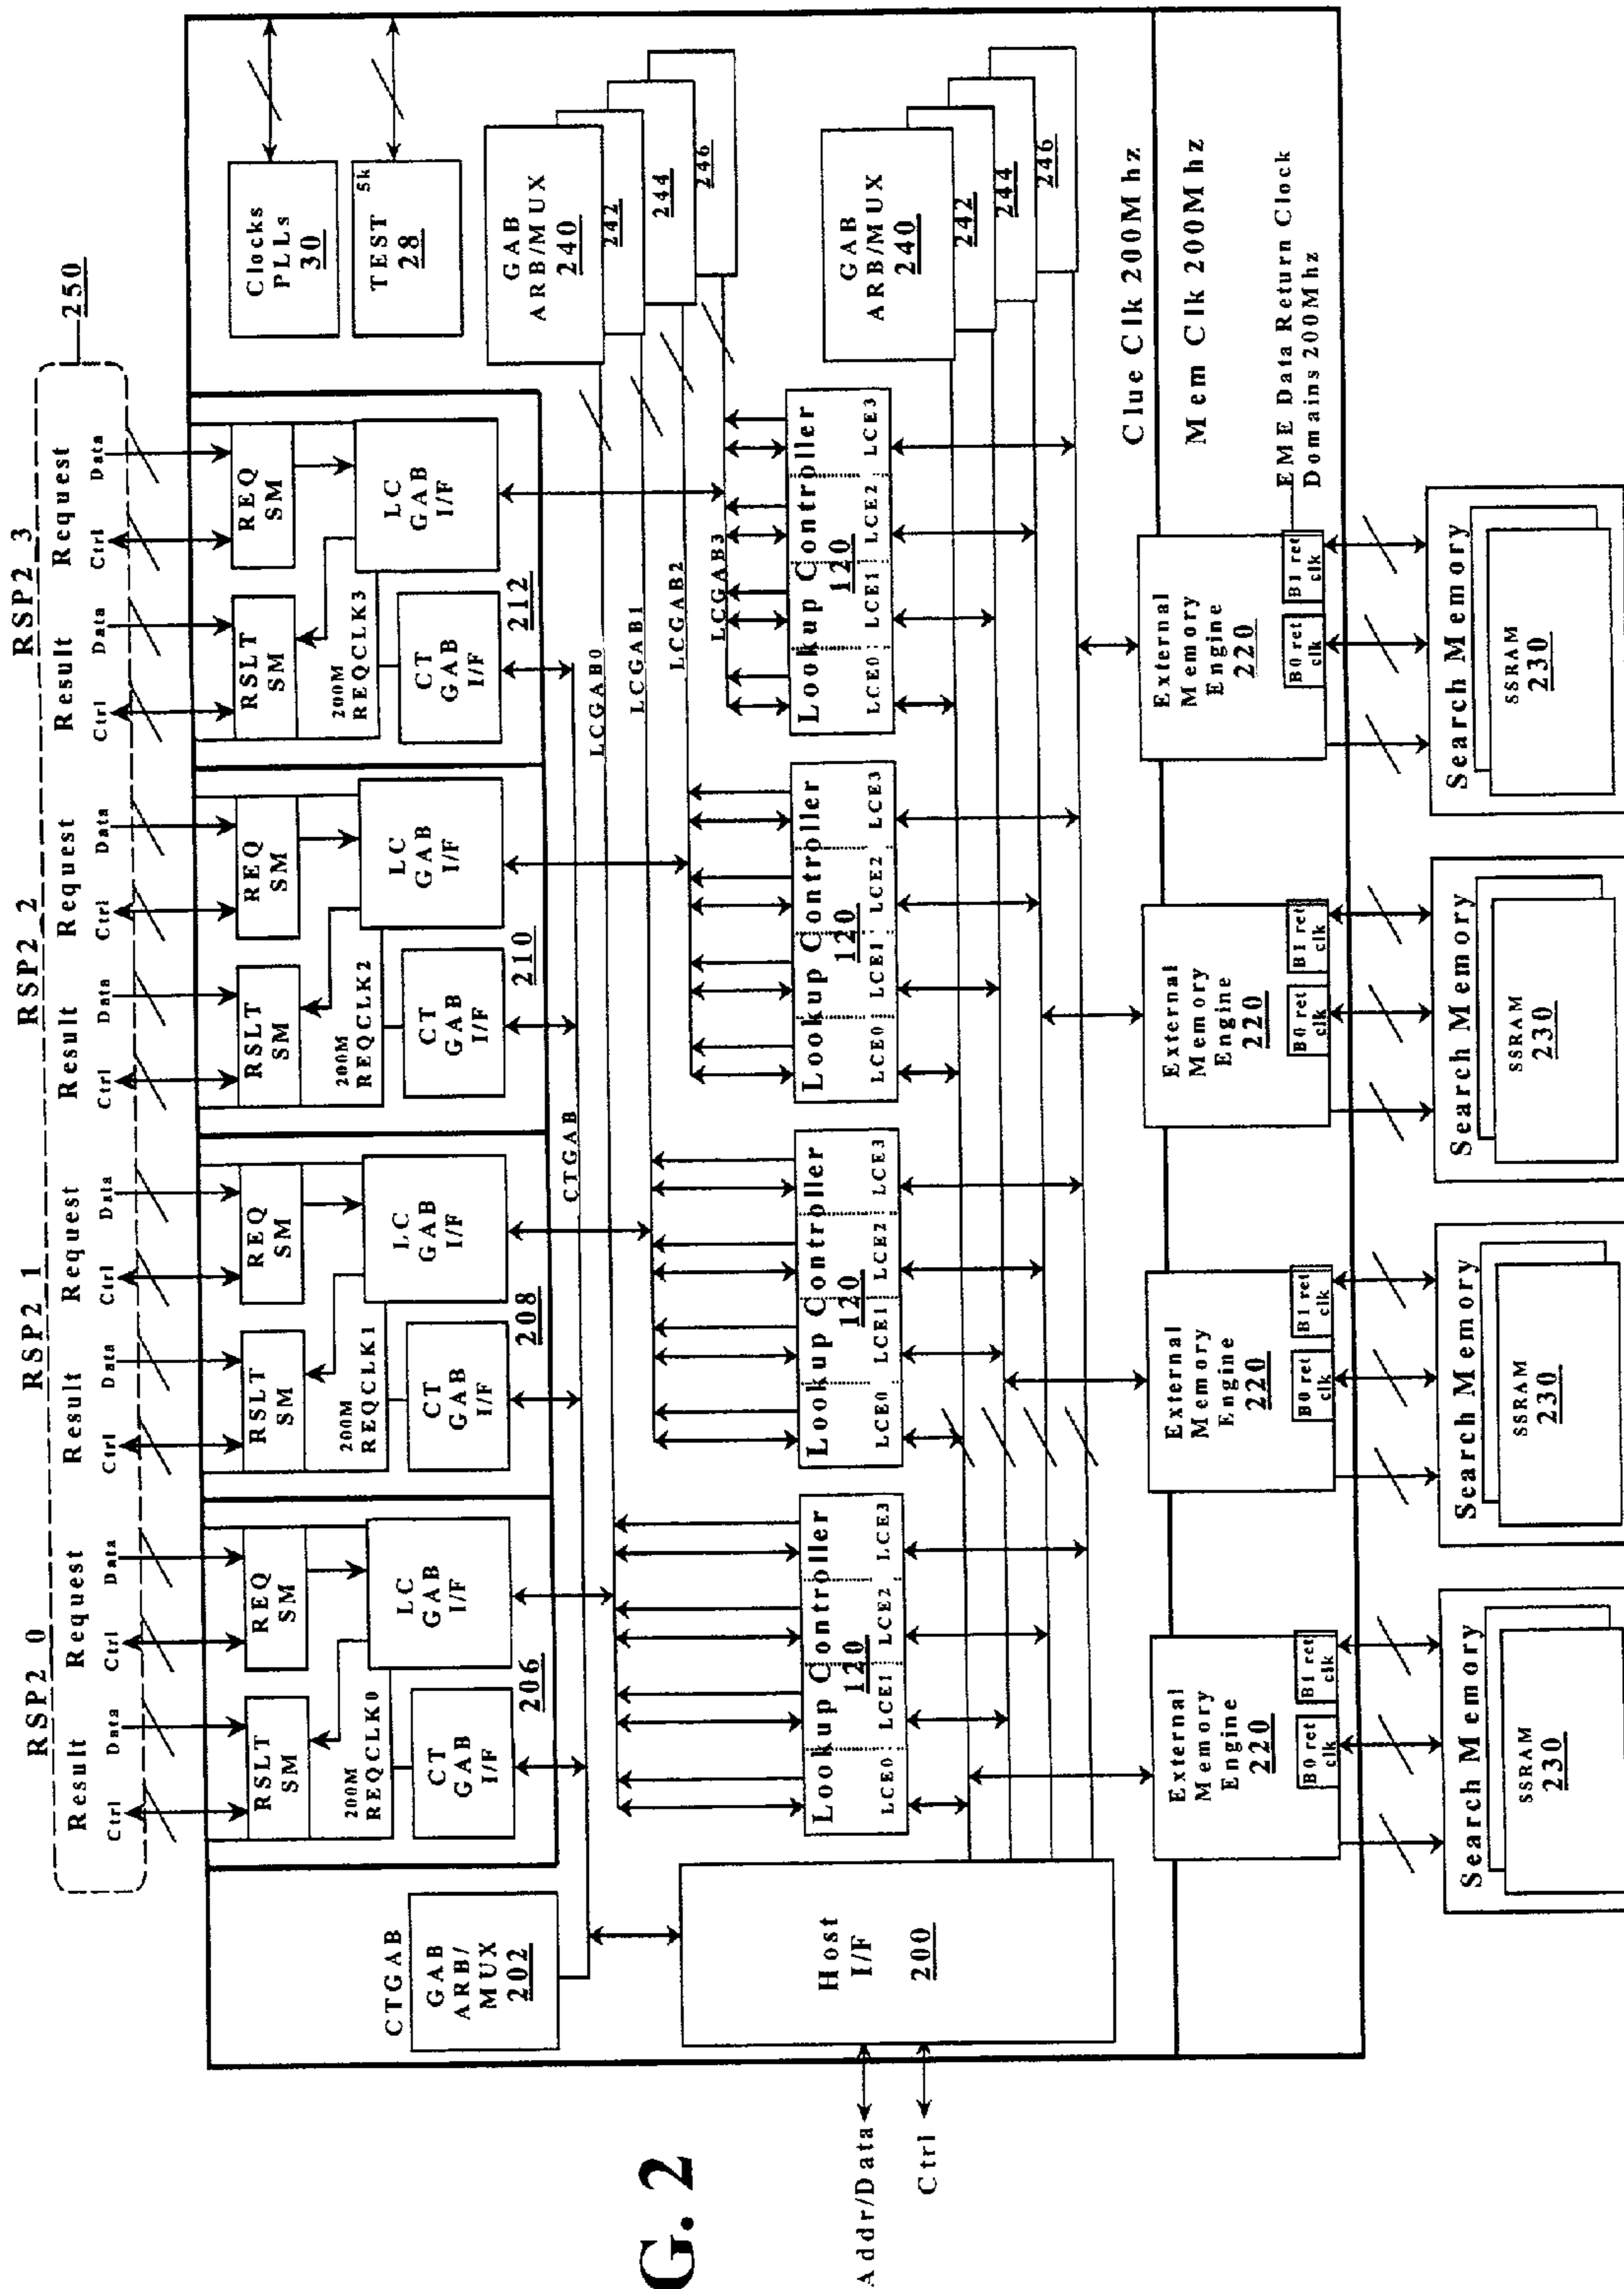 RSP2_0
RSP2_1
RSP2_2
RSP2_3
250
Result
Request
Result
Request
Result
Request
Result
Request
Ctrl
Data
Ctrl
Data
Ctrl
Data
Ctrl
Data
Ctrl
Data
Ctrl
Data
Ctrl
Data
Ctrl
Data
RSLT
SM
REQ
SM
200M
REQCLK0
LC
GAB
I/F
CT
GAB
I/F
206
RSLT
SM
REQ
SM
200M
REQCLK1
LC
GAB
I/F
CT
GAB
I/F
208
RSLT
SM
REQ
SM
200M
REQCLK2
LC
GAB
I/F
CT
GAB
I/F
210
RSLT
SM
REQ
SM
200M
REQCLK3
LC
GAB
I/F
CT
GAB
I/F
212
Clocks
PLLs
30
5k
TEST
28
CTGAB
GAB
ARB/
MUX
202
CTGAB
LCGAB0
LCGAB1
LCGAB2
LCGAB3
GAB
ARB/MUX
240
242
244
246
G. 2
Host
I/F
200
Addr/Data
Ctrl
Lookup Controller
120
LCE0
LCE1
LCE2
LCE3
Lookup Controller
120
LCE0
LCE1
LCE2
LCE3
Lookup Controller
120
LCE0
LCE1
LCE2
LCE3
Lookup Controller
120
LCE0
LCE1
LCE2
LCE3
GAB
ARB/MUX
240
242
244
246
Clue Clk 200Mhz
Mem Clk 200Mhz
External
Memory
Engine
220
B0 ret
clk
B1 ret
clk
External
Memory
Engine
220
B0 ret
clk
B1 ret
clk
External
Memory
Engine
220
B0 ret
clk
B1 ret
clk
External
Memory
Engine
220
B0 ret
clk
B1 ret
clk
EME Data Return Clock
Domains 200Mhz
Search Memory
SSRAM
230
Search Memory
SSRAM
230
Search Memory
SSRAM
230
Search Memory
SSRAM
230